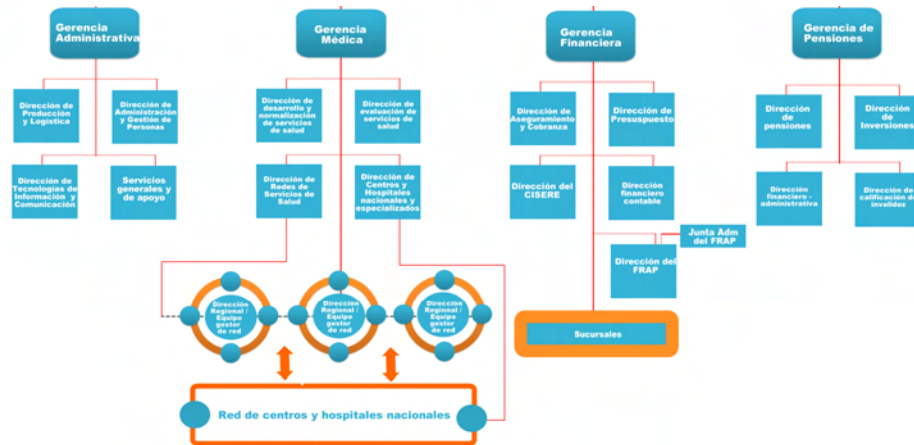 Gerencia
Administrativa
Gerencia
Médica
Gerencia
Financiera
Gerencia de
Pensiones
Dirección de
Producción
y Logística
Dirección de
Administración
y Gestión de
Personas
Dirección de
desarrollo y
normalización
de servicios
de salud
Dirección de
evaluación de
servicios de
salud
Dirección de
Aseguramiento
y Cobranza
Dirección de
Presuspuesto
Dirección
de
pensiones
Dirección
de
Inversiones
Dirección de
Tecnologías de
Información y
Comunicación
Servicios
generales y
de apoyo
Dirección
de Redes de
Servicios de
Salud
Dirección de
Centros y
Hospitales
nacionales y
especializados
Dirección del
CISERE
Dirección
financiero
contable
Dirección
financiero -
administrativa
Dirección de
calificación de
invalidez
Junta Adm
del FRAP
Dirección del
FRAP
Dirección
Regional /
Equipo
gestor
de red
Dirección
Regional /
Equipo
gestor
de red
Dirección
Regional /
Equipo
gestor
de red
Sucursales
Red de centros y hospitales nacionales